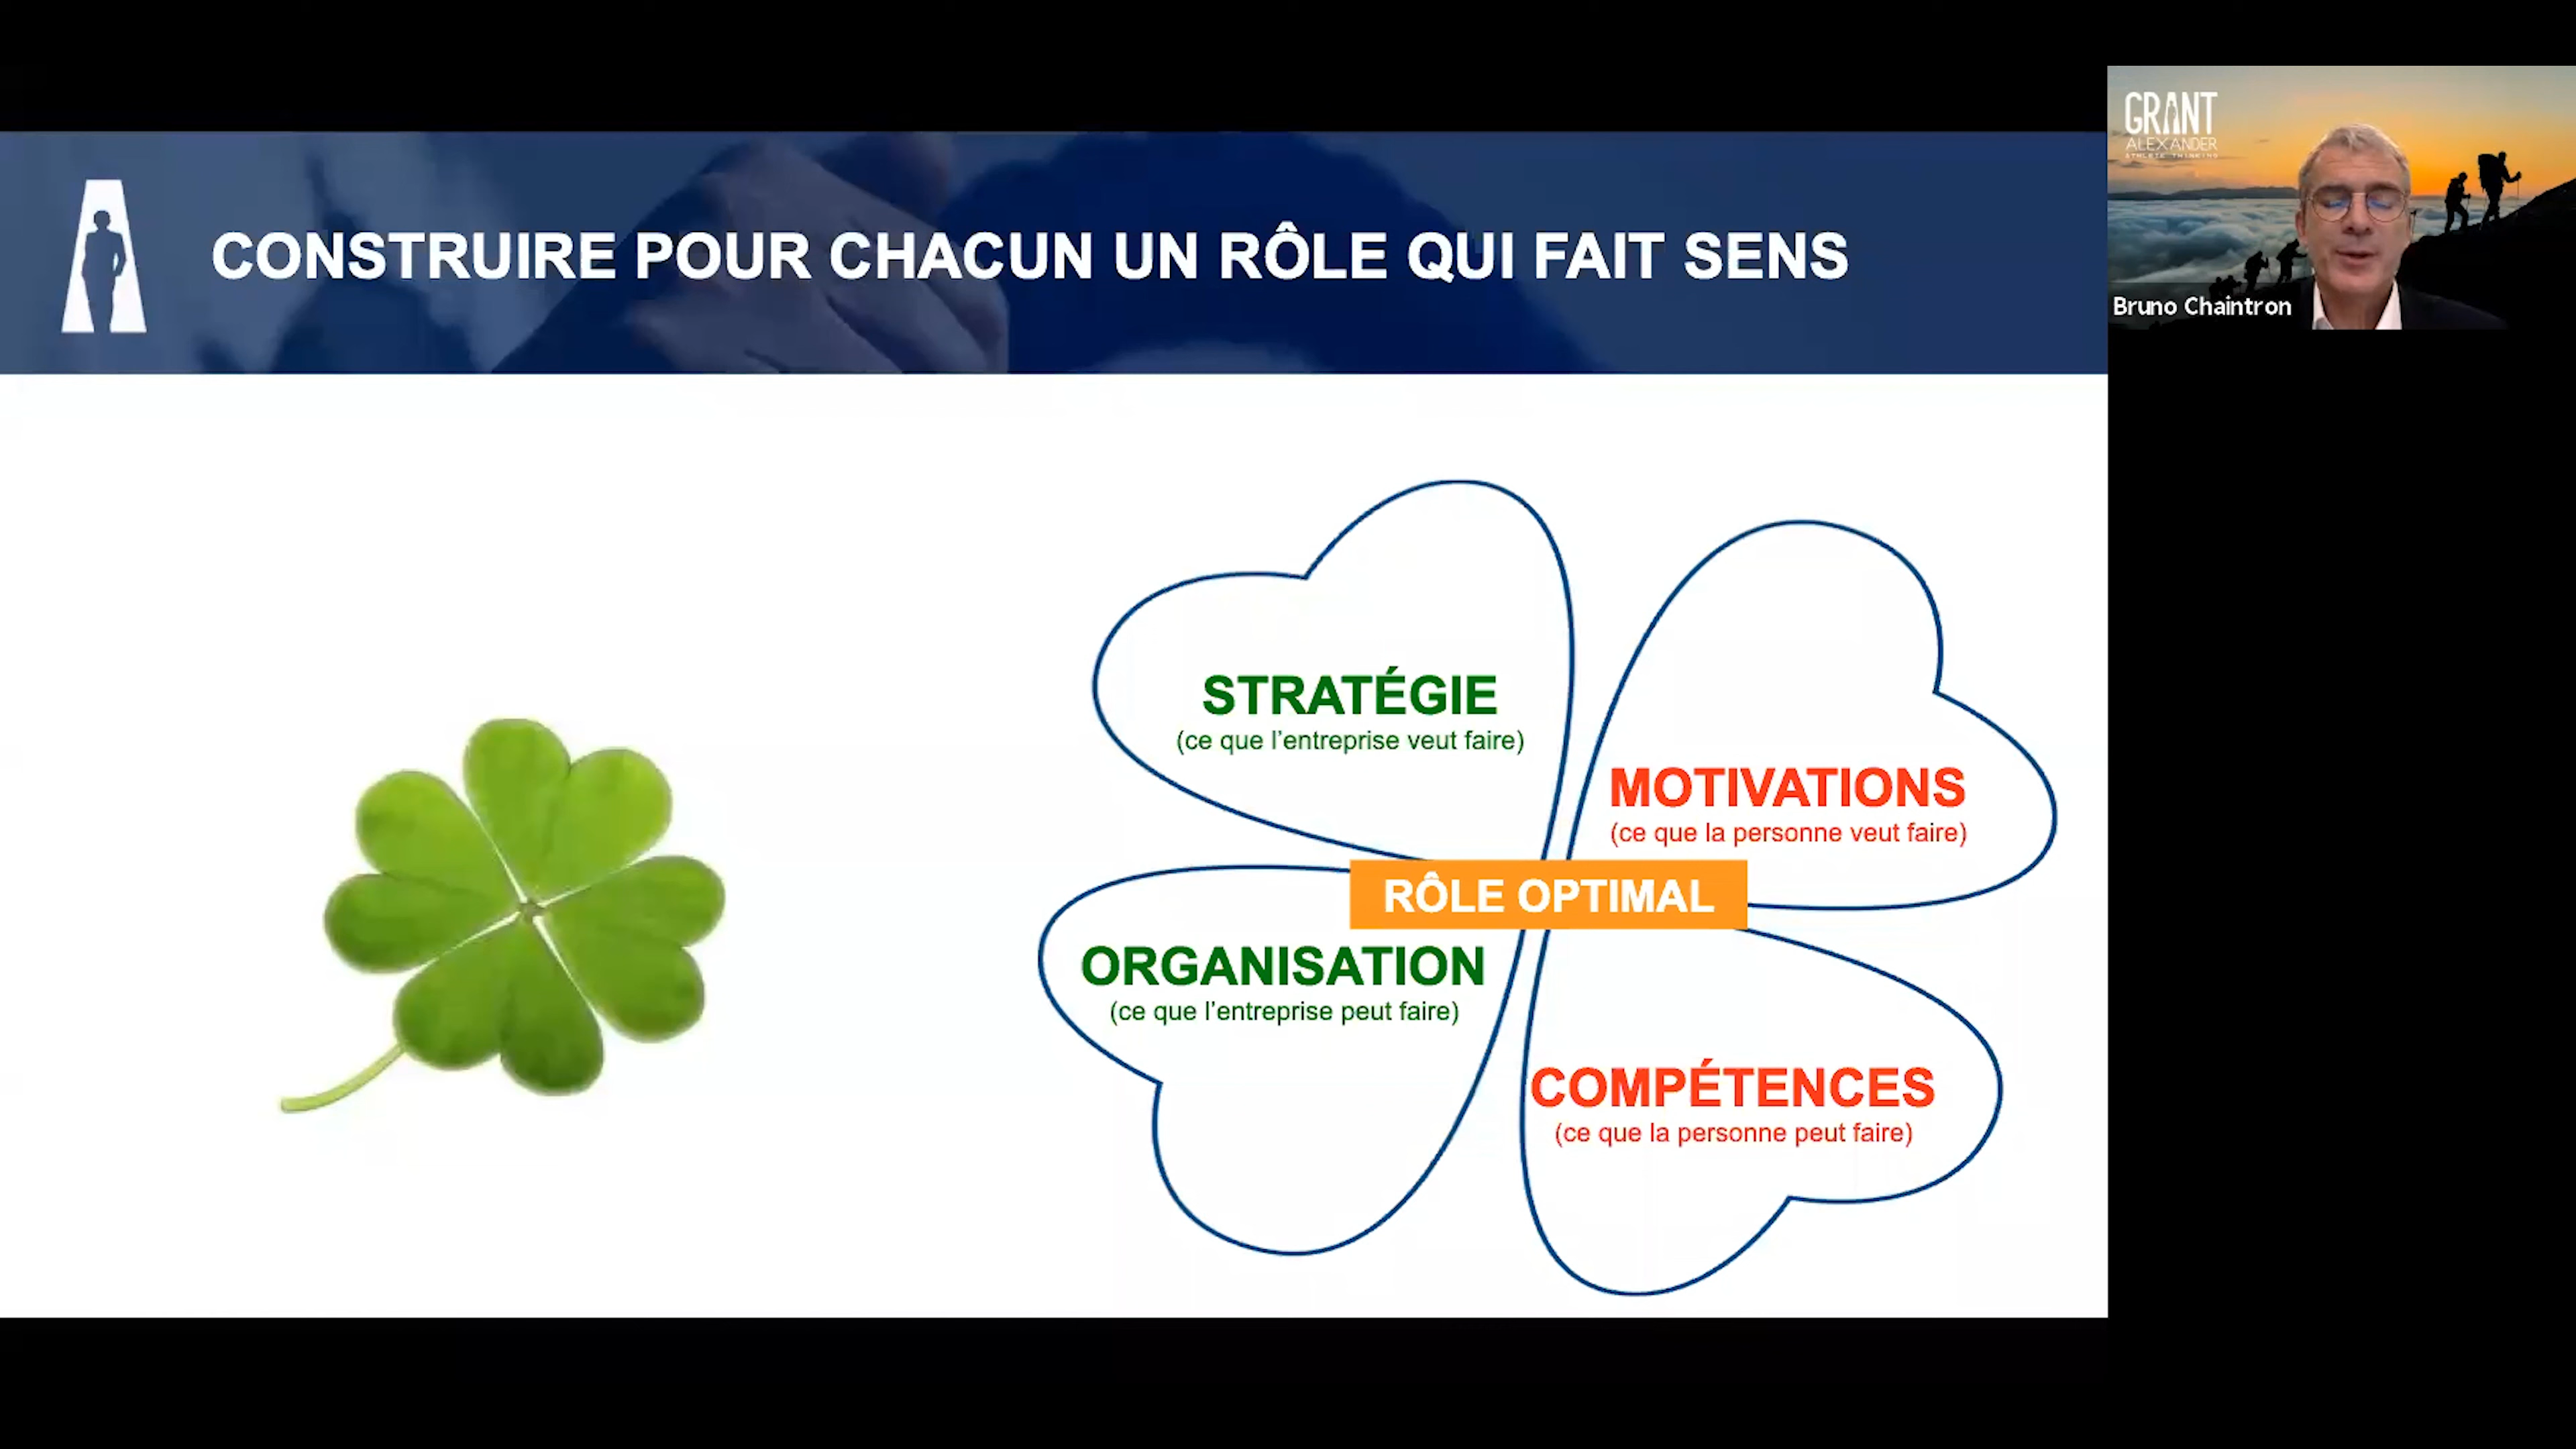 CONSTRUIRE POUR CHACUN UN RÔLE QUI FAIT SENS
GRANT
ALEXANDER
ATHLETE THINKING
Bruno Chaintron
STRATÉGIE
(ce que l'entreprise veut faire)
MOTIVATIONS
(ce que la personne veut faire)
RÔLE OPTIMAL
ORGANISATION
(ce que l'entreprise peut faire)
COMPÉTENCES
(ce que la personne peut faire)